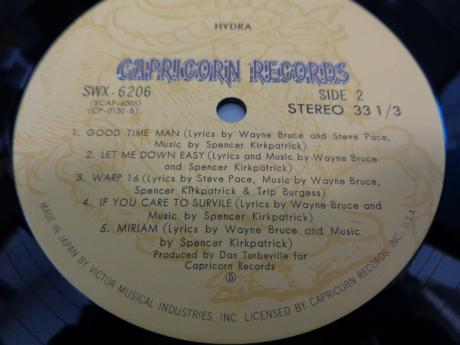 HYDRA
CAPRICORN RECORDS
SWX-6206
SIDE 2
(SCAP-6005)
(CP-0130-B)
STEREO 33 1/3
1. GOOD TIME MAN (Lyrics by Wayne Bruce and Steve Pace,
Music by Spencer Kirkpatrick)
2. LET ME DOWN EASY (Lyrics and Music by Wayne Bruce
and Spencer Kirkpatrick)
3. WARP 16 (Lyrics by Steve Pace, Music by Wayne Bruce,
Spencer Kirkpatrick & Trip Burgess)
4. IF YOU CARE TO SURVILE (Lyrics by Wayne Bruce and
Music by Spencer Kirkpatrick)
5. MIRIAM (Lyrics by Wayne Bruce and Music
by Spencer Kirkpatrick)
Produced by Dan Turbeville for
Capricorn Records
MADE IN JAPAN BY VICTOR MUSICAL INDUSTRIES, INC. LICENSED BY CAPRICORN RECORDS, INC. U.S.A.